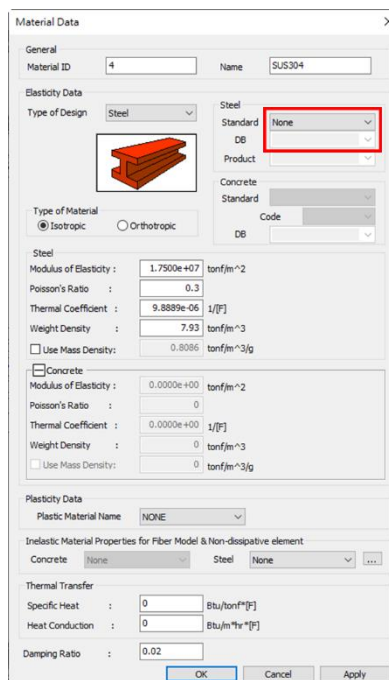 Material Data
General
Material ID 4 Name SUS304
Elasticity Data
Type of Design Steel
Steel
Standard None
DB
Product
Concrete
Standard
Code
DB
Type of Material
Isotropic Orthotropic
Steel
Modulus of Elasticity : 1.7500e+07 tonf/m^2
Poisson's Ratio : 0.3
Thermal Coefficient : 9.8889e-06 1/[F]
Weight Density : 7.93 tonf/m^3
Use Mass Density: 0.8086 tonf/m^3/g
Concrete
Modulus of Elasticity : 0.0000e+00 tonf/m^2
Poisson's Ratio : 0
Thermal Coefficient : 0.0000e+00 1/[F]
Weight Density : 0 tonf/m^3
Use Mass Density: 0 tonf/m^3/g
Plasticity Data
Plastic Material Name NONE
Inelastic Material Properties for Fiber Model & Non-dissipative element
Concrete None Steel None ...
Thermal Transfer
Specific Heat : 0 Btu/tonf*[F]
Heat Conduction : 0 Btu/m*hr*[F]
Damping Ratio : 0.02
OK Cancel Apply